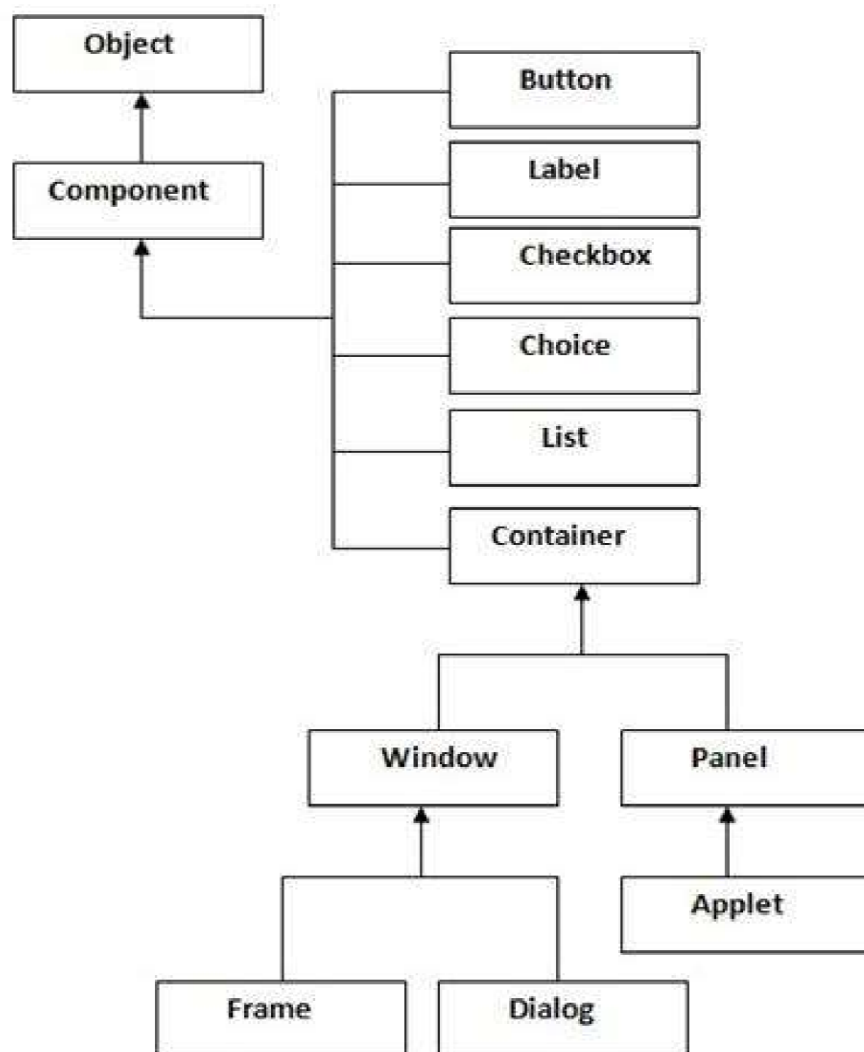 Object
Component
Button
Label
Checkbox
Choice
List
Container
Window
Panel
Applet
Frame
Dialog